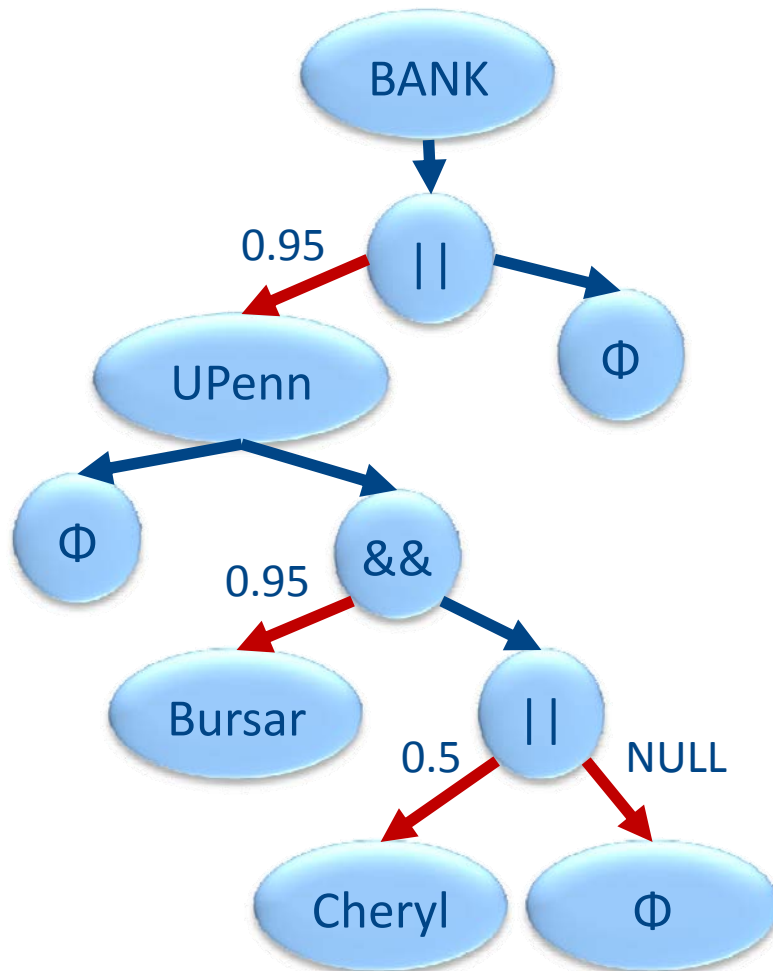 BANK
0.95
||
UPenn
Φ
Φ
&&
0.95
Bursar
||
0.5
NULL
Cheryl
Φ